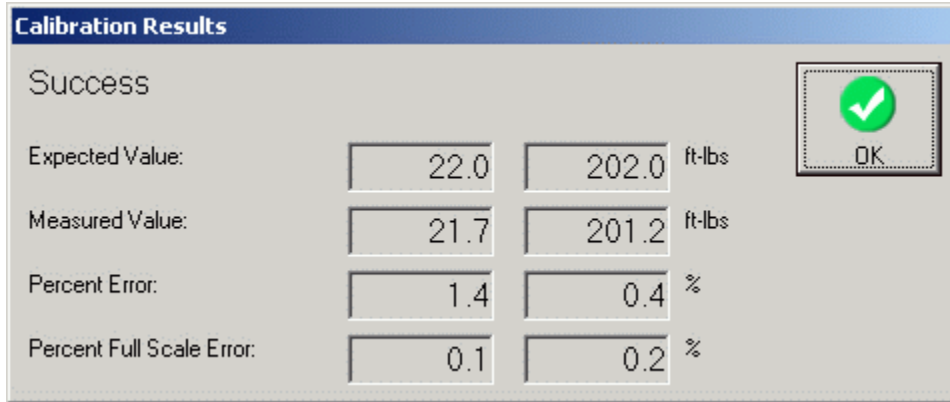 Calibration Results
Success
OK
Expected Value: 22.0 202.0 ft-lbs
Measured Value: 21.7 201.2 ft-lbs
Percent Error: 1.4 0.4 %
Percent Full Scale Error: 0.1 0.2 %